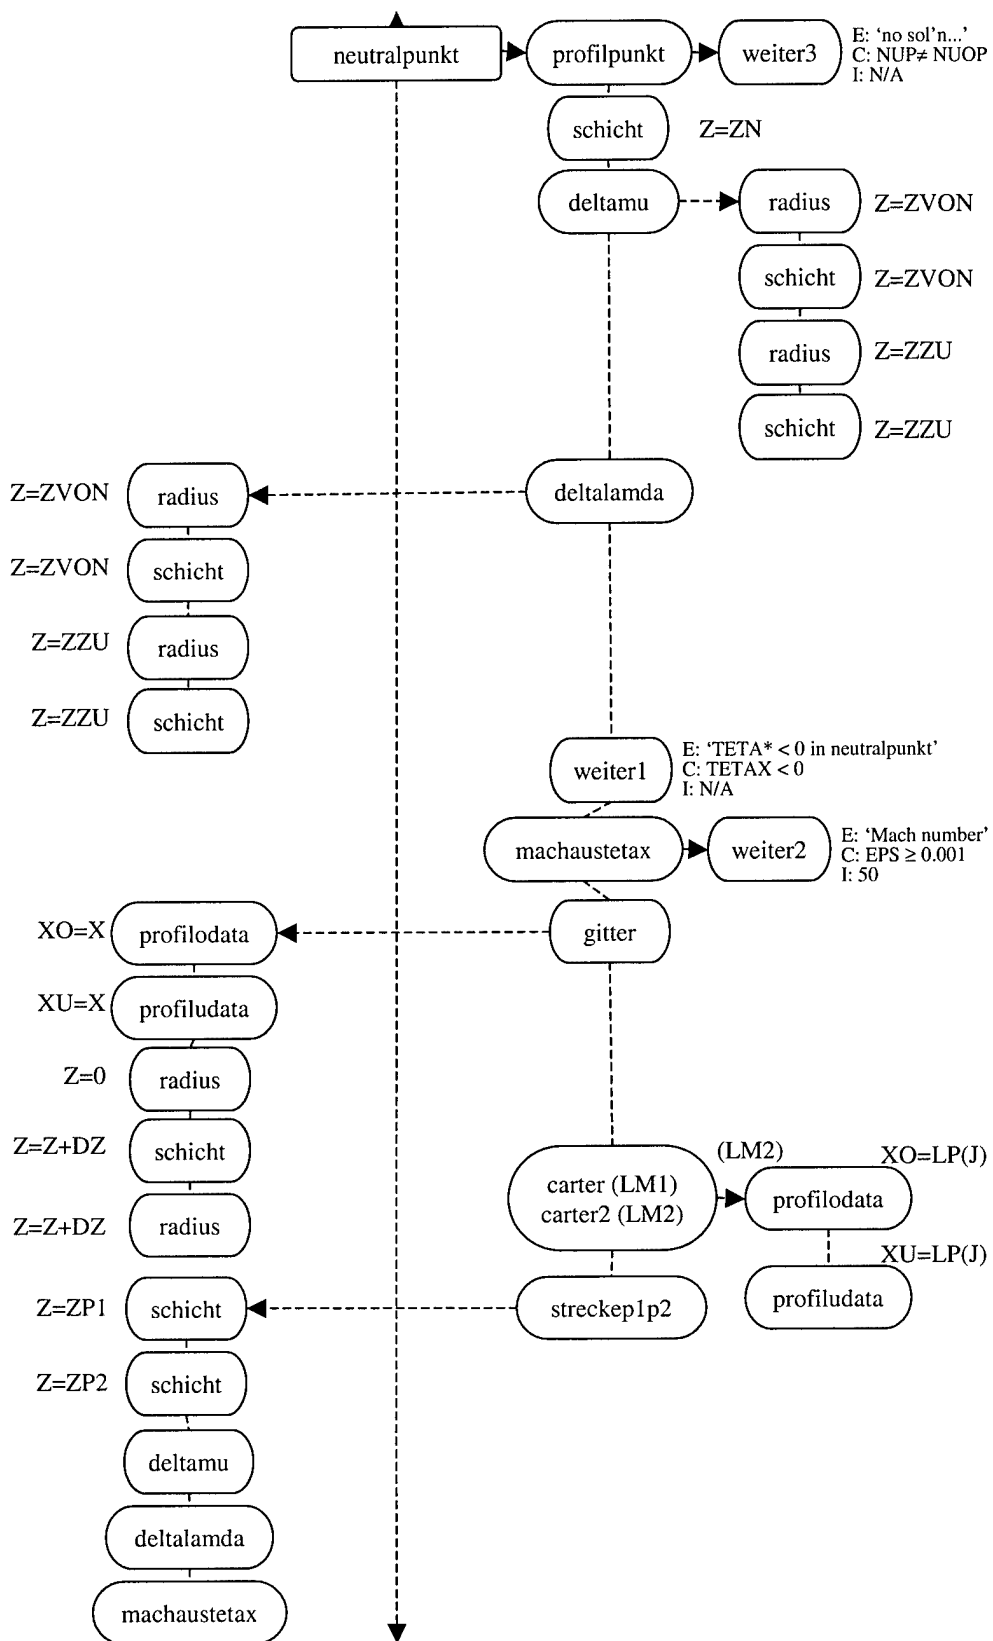 neutralpunkt
profilpunkt
weiter3
E: ‘no sol’n...’
C: NUP≠ NUOP
I: N/A
schicht
Z=ZN
deltamu
radius
Z=ZVON
schicht
Z=ZVON
radius
Z=ZZU
schicht
Z=ZZU
deltalamda
Z=ZVON
radius
Z=ZVON
schicht
Z=ZZU
radius
Z=ZZU
schicht
weiter1
E: ‘TETA* < 0 in neutralpunkt’
C: TETAX < 0
I: N/A
machaustetax
weiter2
E: ‘Mach number’
C: EPS ≥ 0.001
I: 50
gitter
XO=X
profilodata
XU=X
profiludata
Z=0
radius
Z=Z+DZ
schicht
Z=Z+DZ
radius
carter (LM1)
carter2 (LM2)
(LM2)
XO=LP(J)
profilodata
XU=LP(J)
profiludata
streckep1p2
Z=ZP1
schicht
Z=ZP2
schicht
deltamu
deltalamda
machaustetax